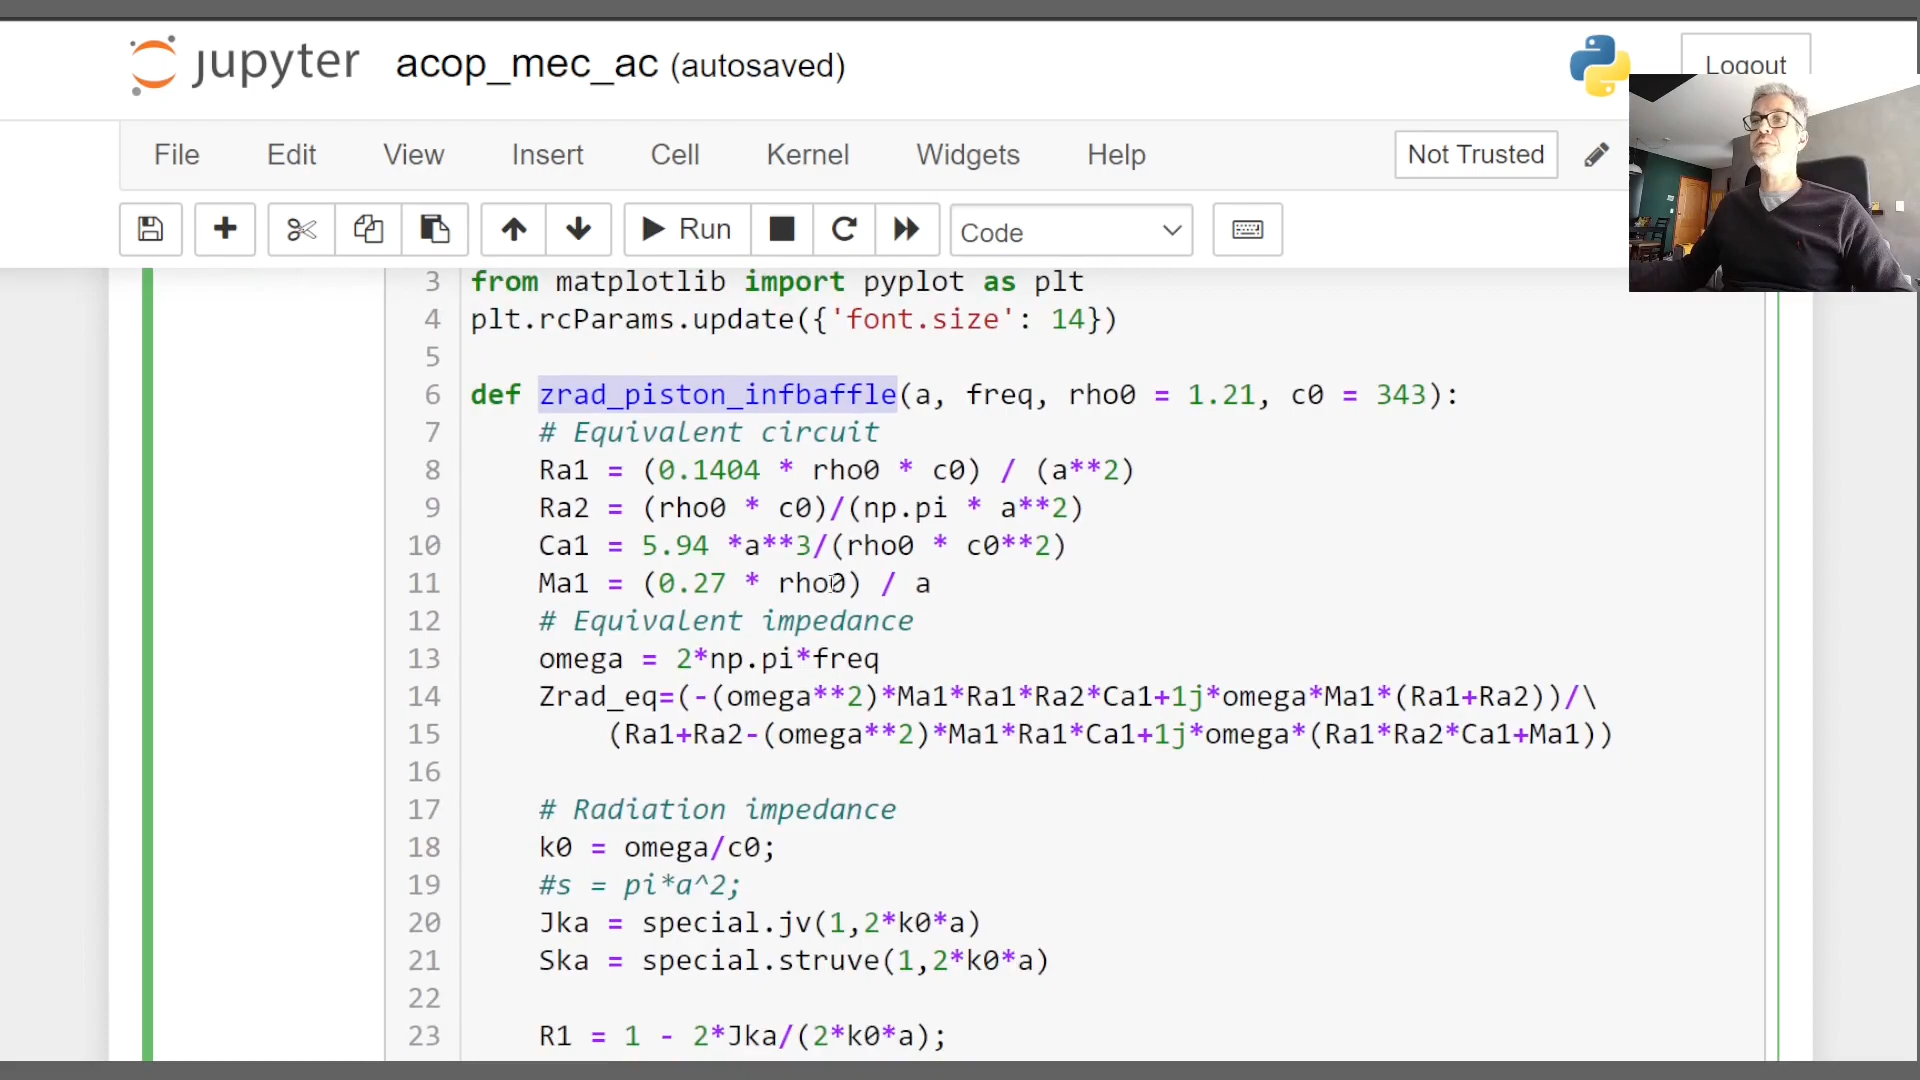 jupyter acop_mec_ac (autosaved)
Logout
File Edit View Insert Cell Kernel Widgets Help Not Trusted
Run Code
3 from matplotlib import pyplot as plt
4 plt.rcParams.update({'font.size': 14})
5
6 def zrad_piston_infbaffle(a, freq, rho0 = 1.21, c0 = 343):
7 # Equivalent circuit
8 Ra1 = (0.1404 * rho0 * c0) / (a**2)
9 Ra2 = (rho0 * c0)/(np.pi * a**2)
10 Ca1 = 5.94 *a**3/(rho0 * c0**2)
11 Ma1 = (0.27 * rho0) / a
12 # Equivalent impedance
13 omega = 2*np.pi*freq
14 Zrad_eq=(-(omega**2)*Ma1*Ra1*Ra2*Ca1+1j*omega*Ma1*(Ra1+Ra2))/\
15 (Ra1+Ra2-(omega**2)*Ma1*Ra1*Ca1+1j*omega*(Ra1*Ra2*Ca1+Ma1))
16
17 # Radiation impedance
18 k0 = omega/c0;
19 #s = pi*a^2;
20 Jka = special.jv(1,2*k0*a)
21 Ska = special.struve(1,2*k0*a)
22
23 R1 = 1 - 2*Jka/(2*k0*a);